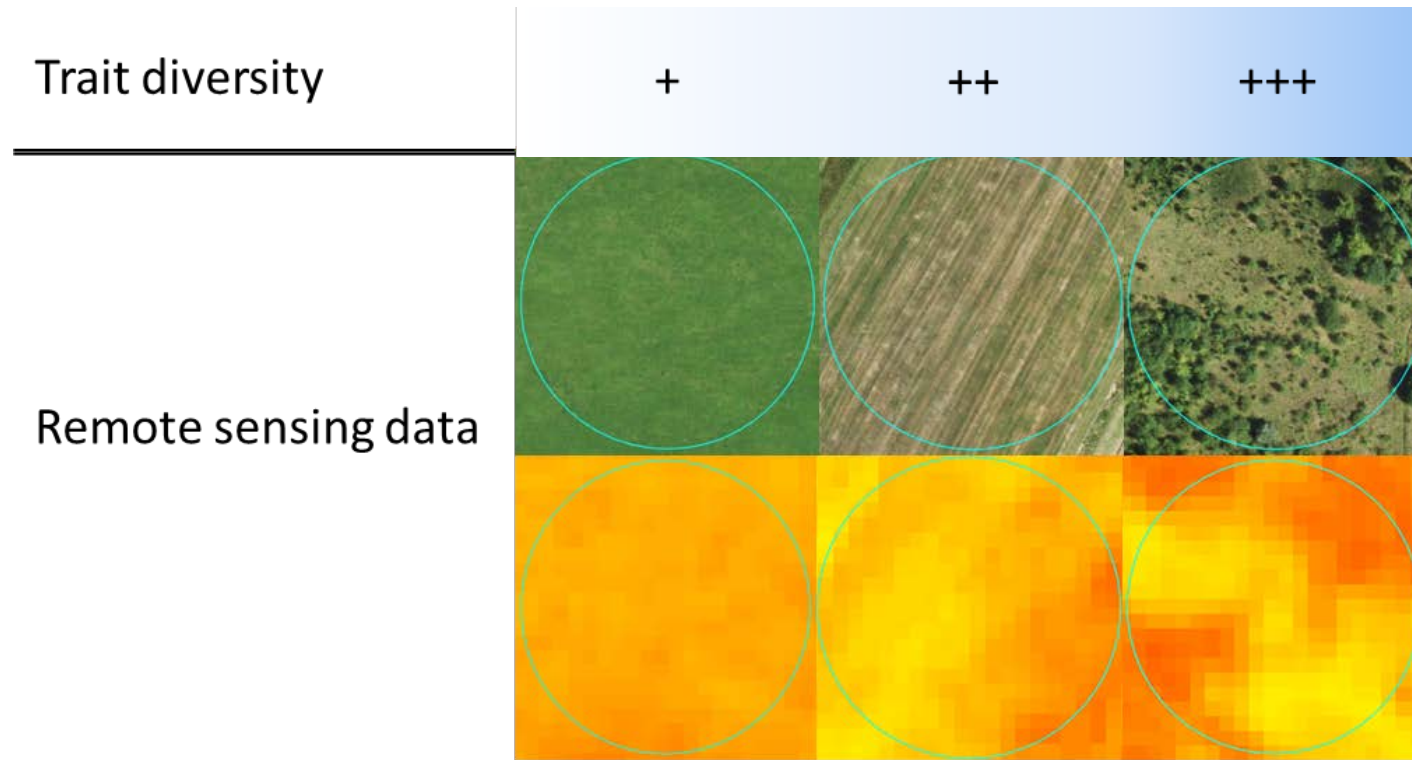 Trait diversity
+
++
+++
Remote sensing data